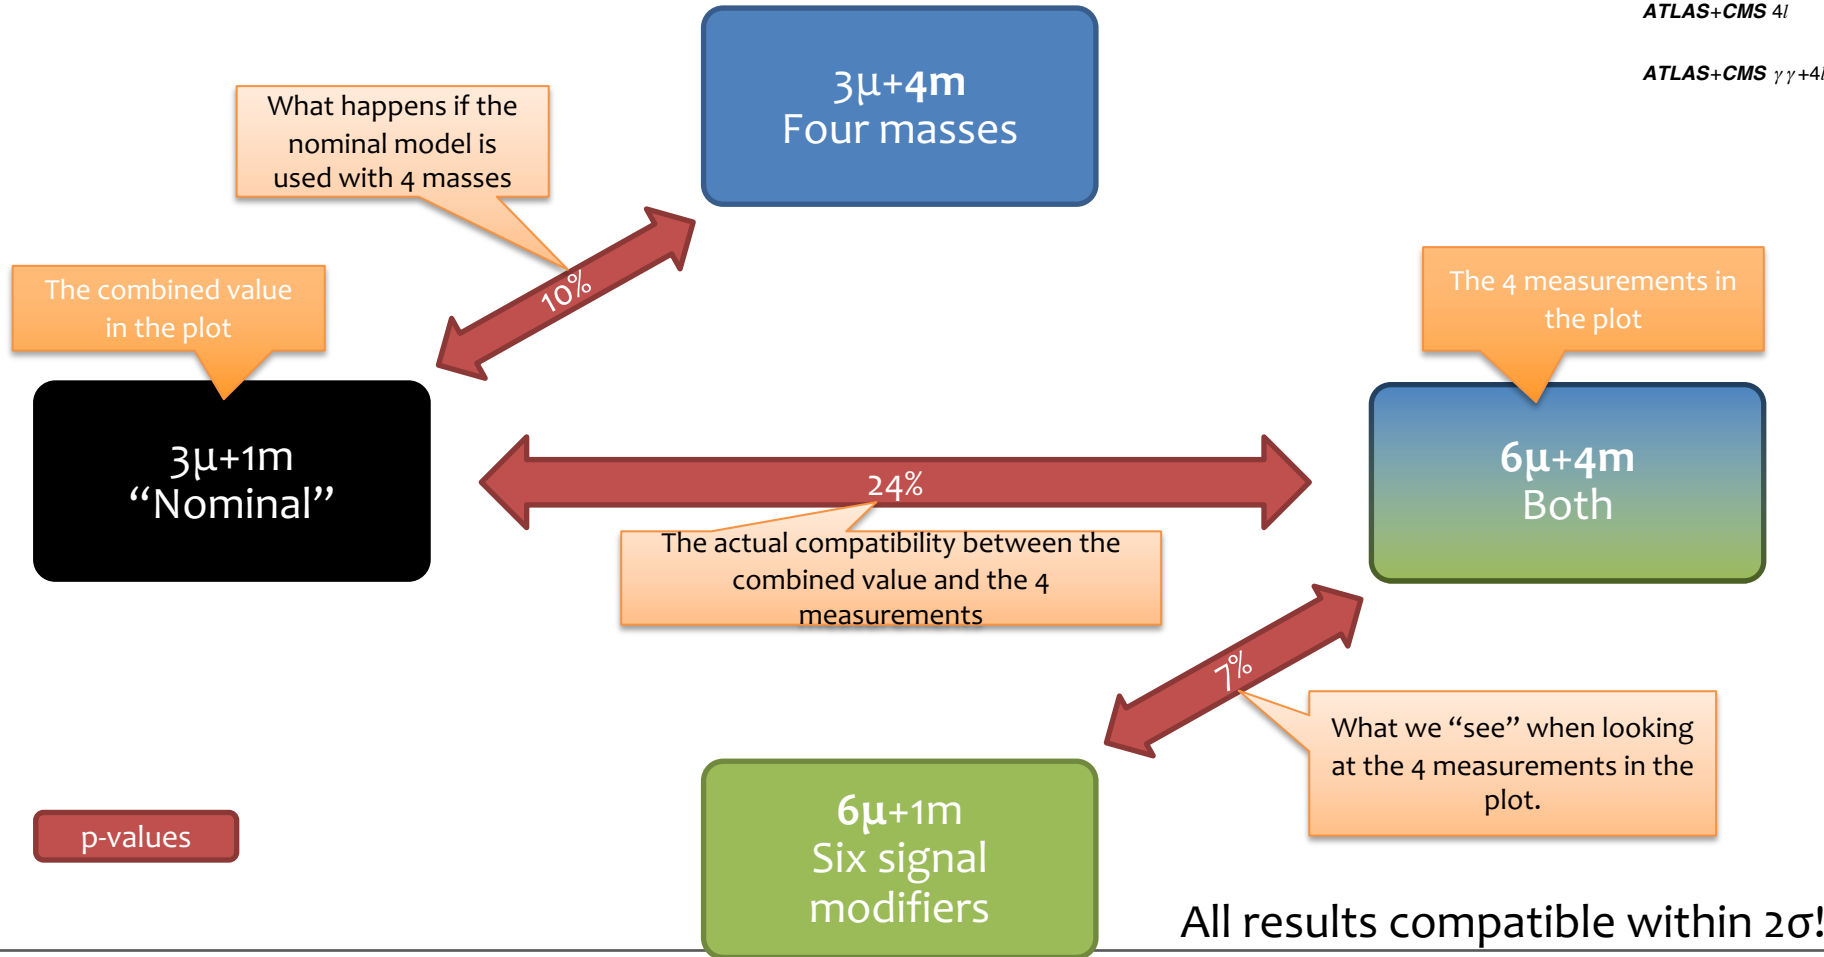 ATLAS+CMS 4l
ATLAS+CMS γγ+4l
3μ+4m
Four masses
What happens if the
nominal model is
used with 4 masses
10%
The combined value
in the plot
The 4 measurements in
the plot
3μ+1m
“Nominal”
24%
6μ+4m
Both
The actual compatibility between the
combined value and the 4
measurements
7%
What we “see” when looking
at the 4 measurements in the
plot.
p-values
6μ+1m
Six signal
modifiers
All results compatible within 2σ!